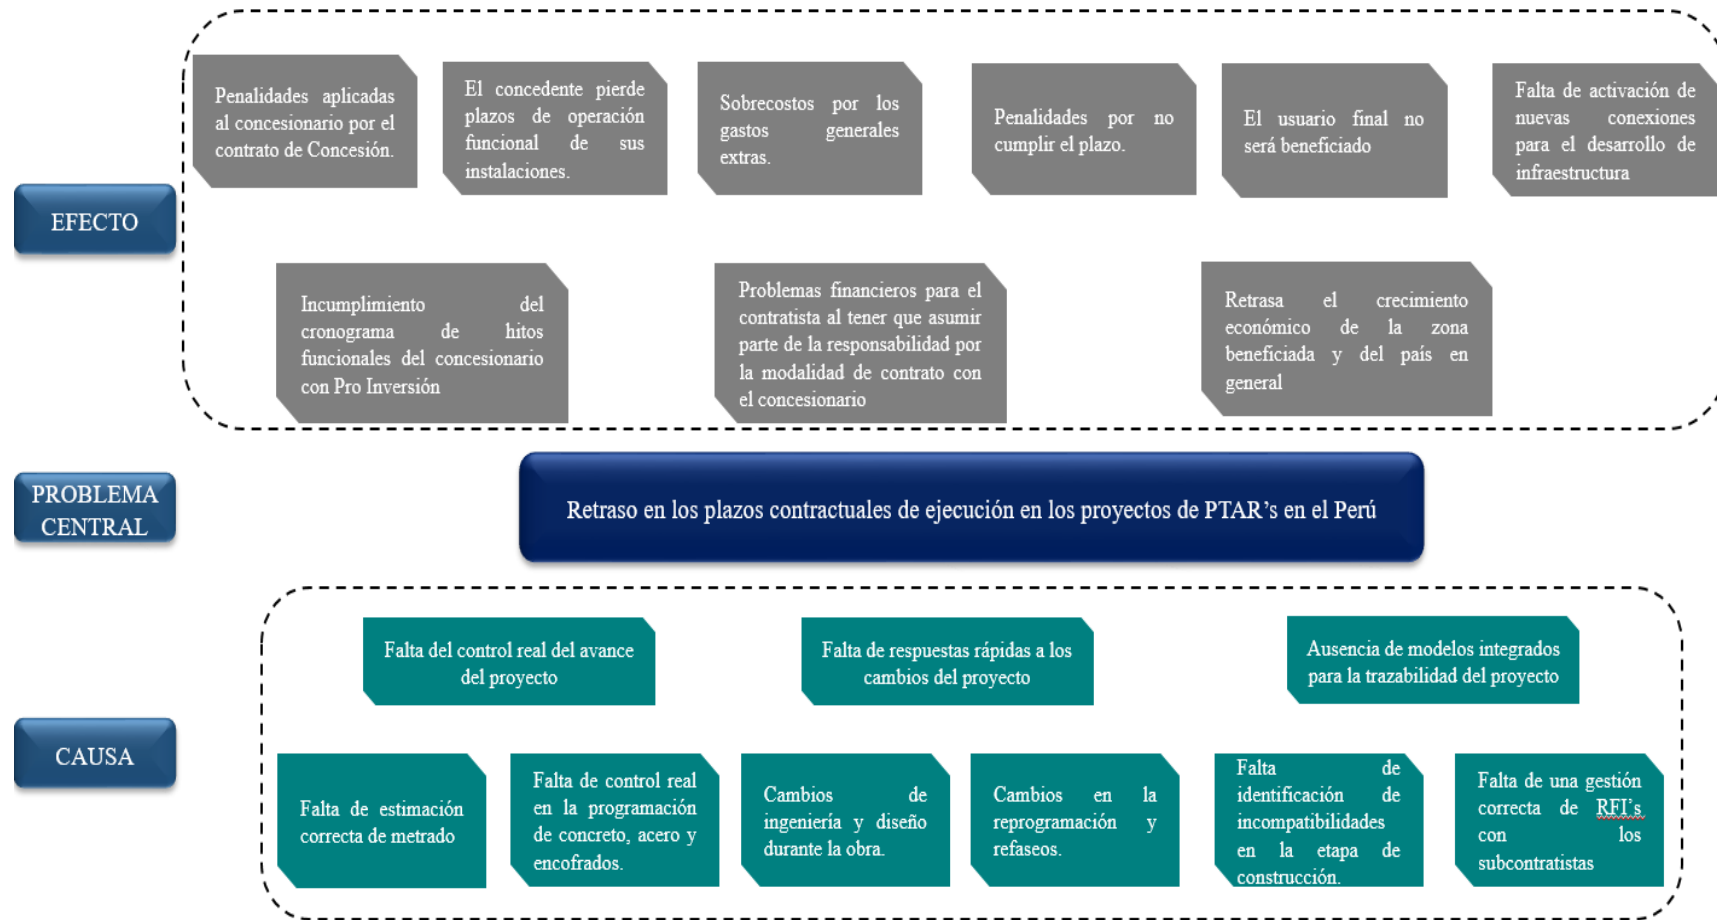 Penalidades aplicadas
al concesionario por el
contrato de Concesión.
El concedente pierde
plazos de operación
funcional de sus
instalaciones.
Sobrecostos por los
gastos generales
extras.
Penalidades por no
cumplir el plazo.
El usuario final no
será beneficiado
Falta de activación de
nuevas conexiones
para el desarrollo de
infraestructura
EFECTO
Incumplimiento del
cronograma de hitos
funcionales del concesionario
con Pro Inversión
Problemas financieros para el
contratista al tener que asumir
parte de la responsabilidad por
la modalidad de contrato con
el concesionario
Retrasa el crecimiento
económico de la zona
beneficiada y del país en
general
PROBLEMA
CENTRAL
Retraso en los plazos contractuales de ejecución en los proyectos de PTAR’s en el Perú
Falta del control real del avance
del proyecto
Falta de respuestas rápidas a los
cambios del proyecto
Ausencia de modelos integrados
para la trazabilidad del proyecto
CAUSA
Falta de estimación
correcta de metrado
Falta de control real
en la programación
de concreto, acero y
encofrados.
Cambios de
ingeniería y diseño
durante la obra.
Cambios en la
reprogramación y
refaseos.
Falta de
identificación de
incompatibilidades
en la etapa de
construcción.
Falta de una gestión
correcta de RFI’s
con los
subcontratistas